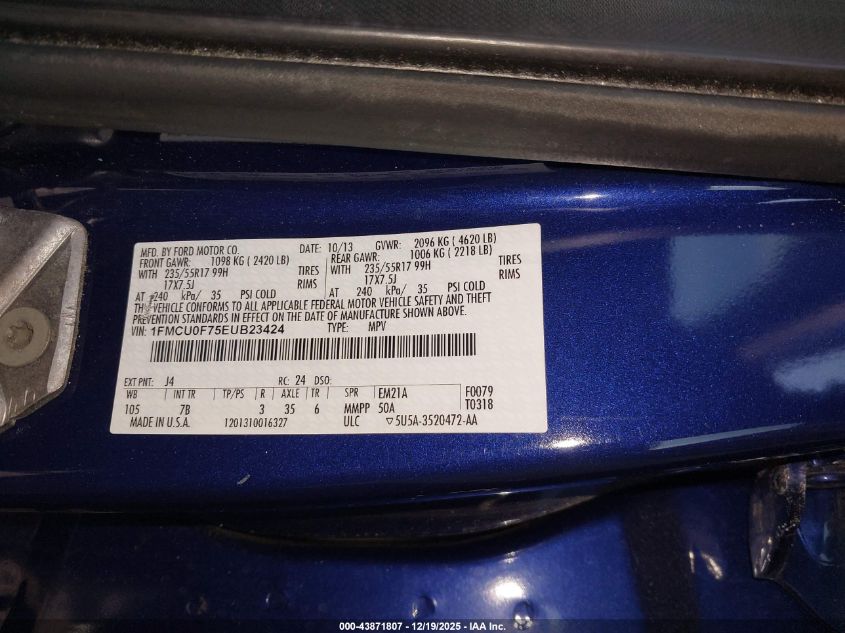 MFD. BY FORD MOTOR CO. DATE: 10/13 GVWR: 2096 KG ( 4620 LB)
FRONT GAWR: 1098 KG ( 2420 LB) REAR GAWR: 1006 KG ( 2218 LB)
WITH 235/55R17 99H TIRES WITH 235/55R17 99H TIRES
17X7.5J RIMS 17X7.5J RIMS
AT 240 kPa/ 35 PSI COLD AT 240 kPa/ 35 PSI COLD
THIS VEHICLE CONFORMS TO ALL APPLICABLE FEDERAL MOTOR VEHICLE SAFETY AND THEFT
PREVENTION STANDARDS IN EFFECT ON THE DATE OF MANUFACTURE SHOWN ABOVE.
VIN: 1FMCU0F75EUB23424 TYPE: MPV
EXT PNT: J4 RC: 24 DSO:
WB INT TR TP/PS R AXLE TR SPR EM21A F0079
105 7B 3 35 6 MMPP 50A T0318
MADE IN U.S.A. 1201310016327 ULC ▽5U5A-3520472-AA
000-43871807 - 12/19/2025 - IAA Inc.